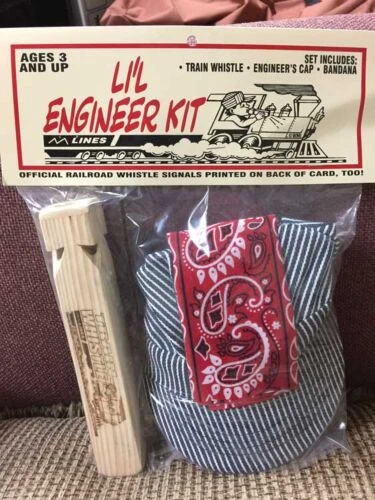 AGES 3
AND UP
LI'L
ENGINEER KIT
LINES
SET INCLUDES:
• TRAIN WHISTLE • ENGINEER'S CAP • BANDANA
OFFICIAL RAILROAD WHISTLE SIGNALS PRINTED ON BACK OF CARD, TOO!